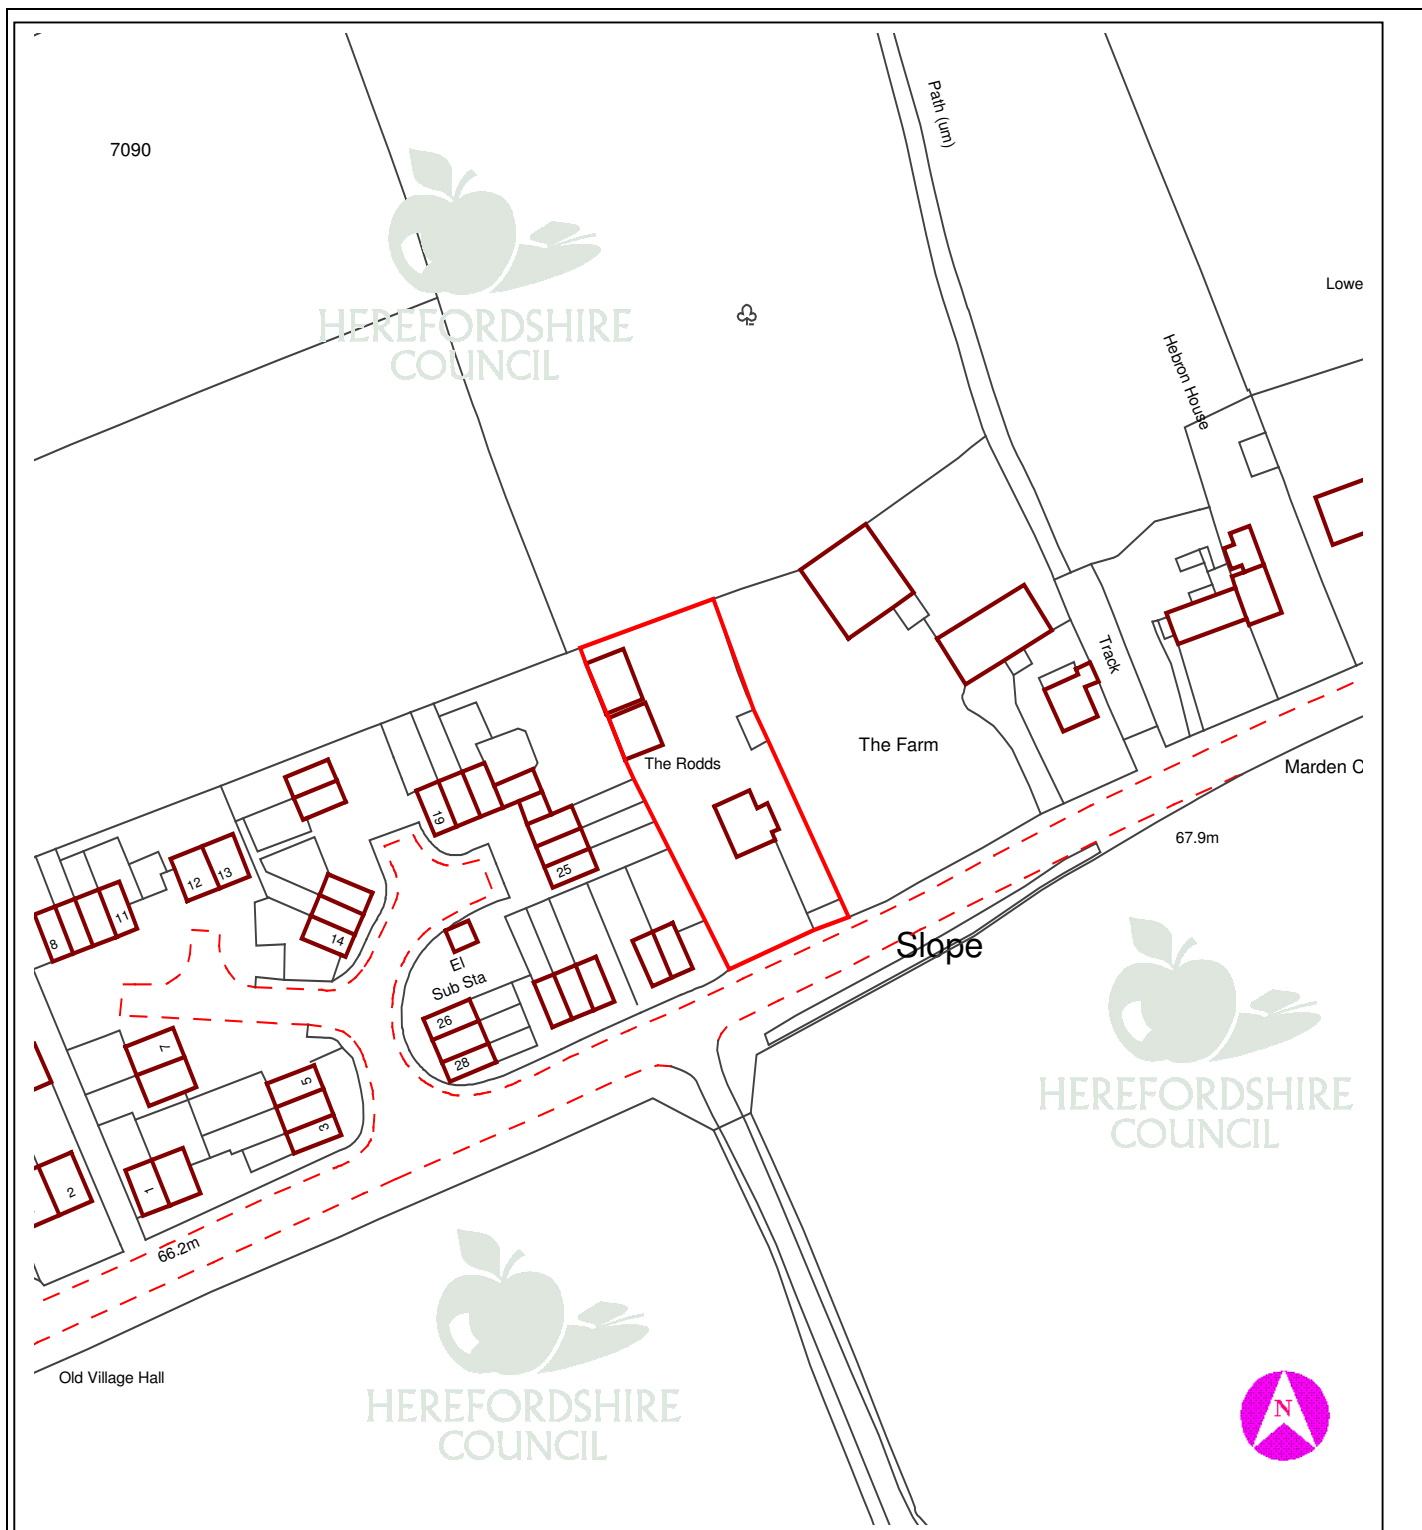 7090
Path (um)
HEREFORDSHIRE
COUNCIL
Lowe
Hebron House
Track
The Farm
The Rodds
Marden C
67.9m
19
25
12
13
11
8
14
Slope
El
Sub Sta
26
28
7
5
3
1
2
HEREFORDSHIRE
COUNCIL
66.2m
Old Village Hall
HEREFORDSHIRE
COUNCIL
N